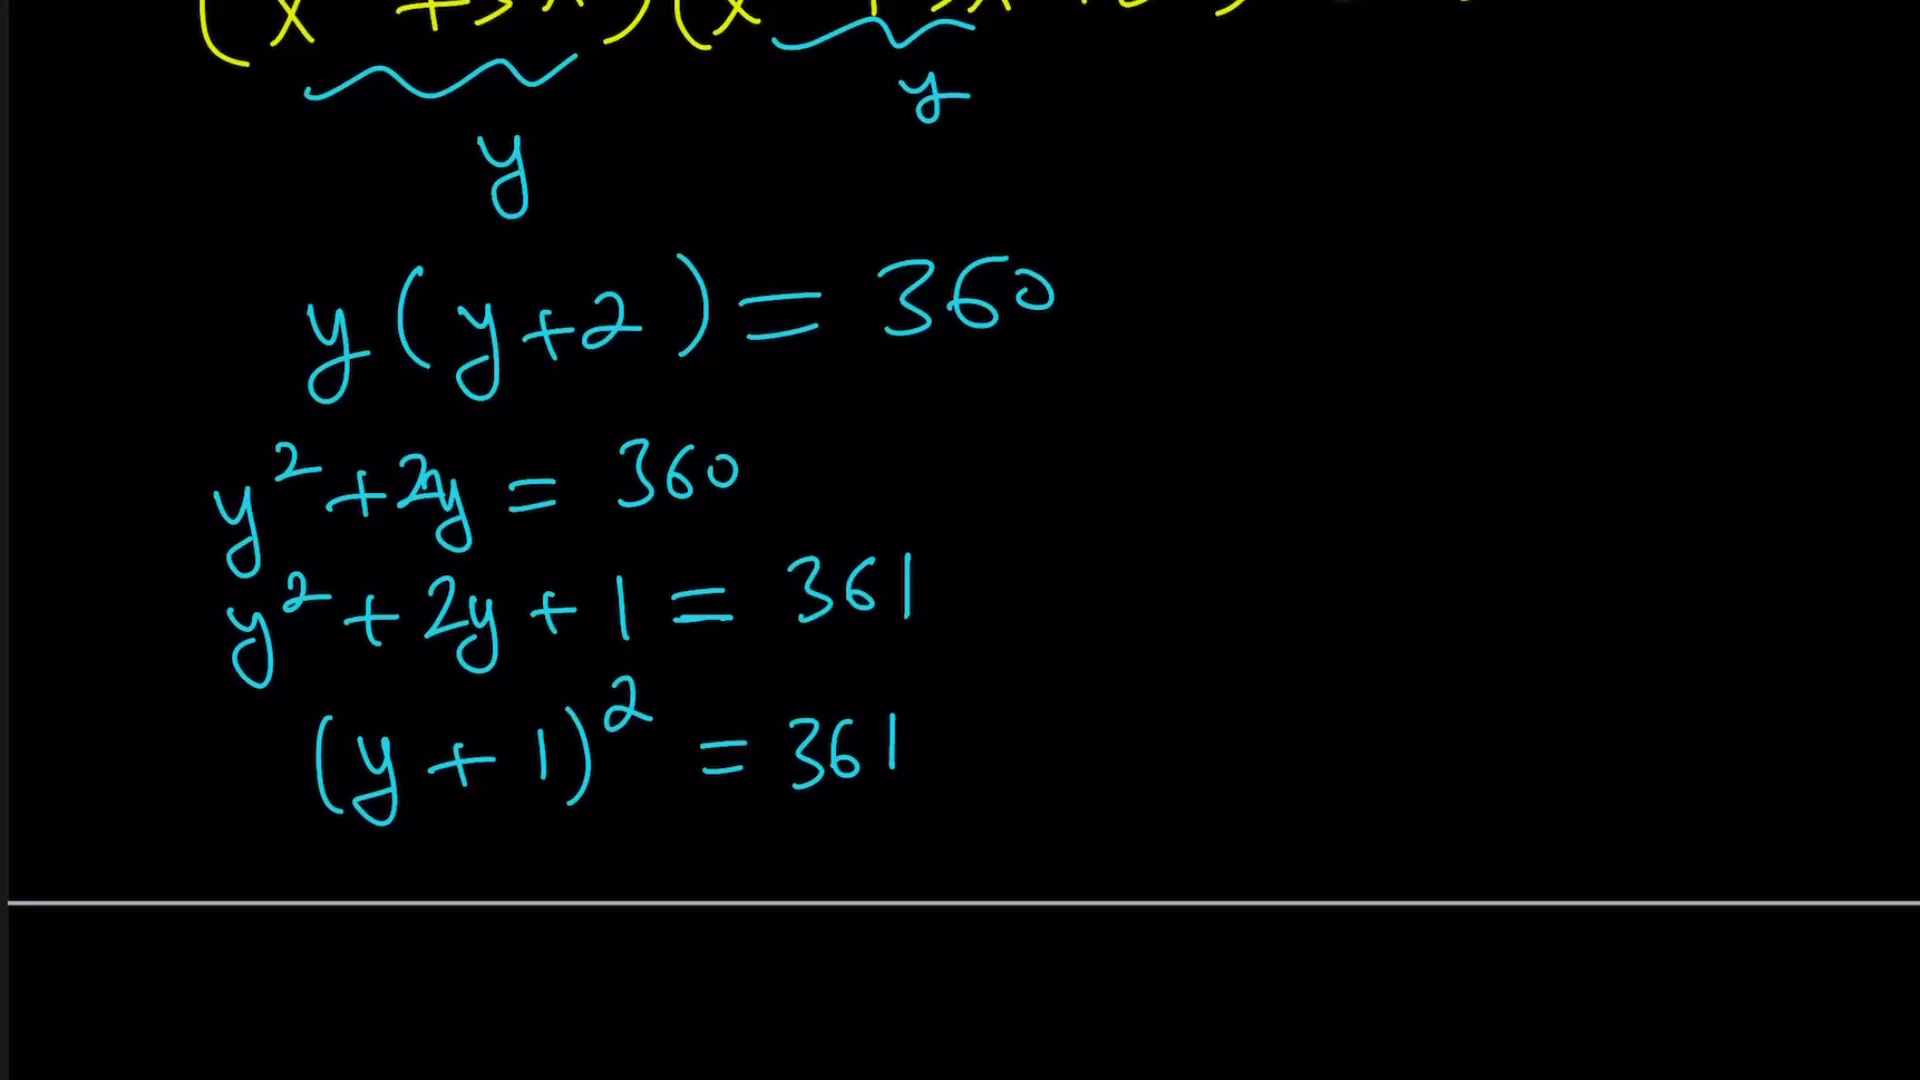 y
y
y(y+2) = 360
y² + 2y = 360
y² + 2y + 1 = 361
(y + 1)² = 361